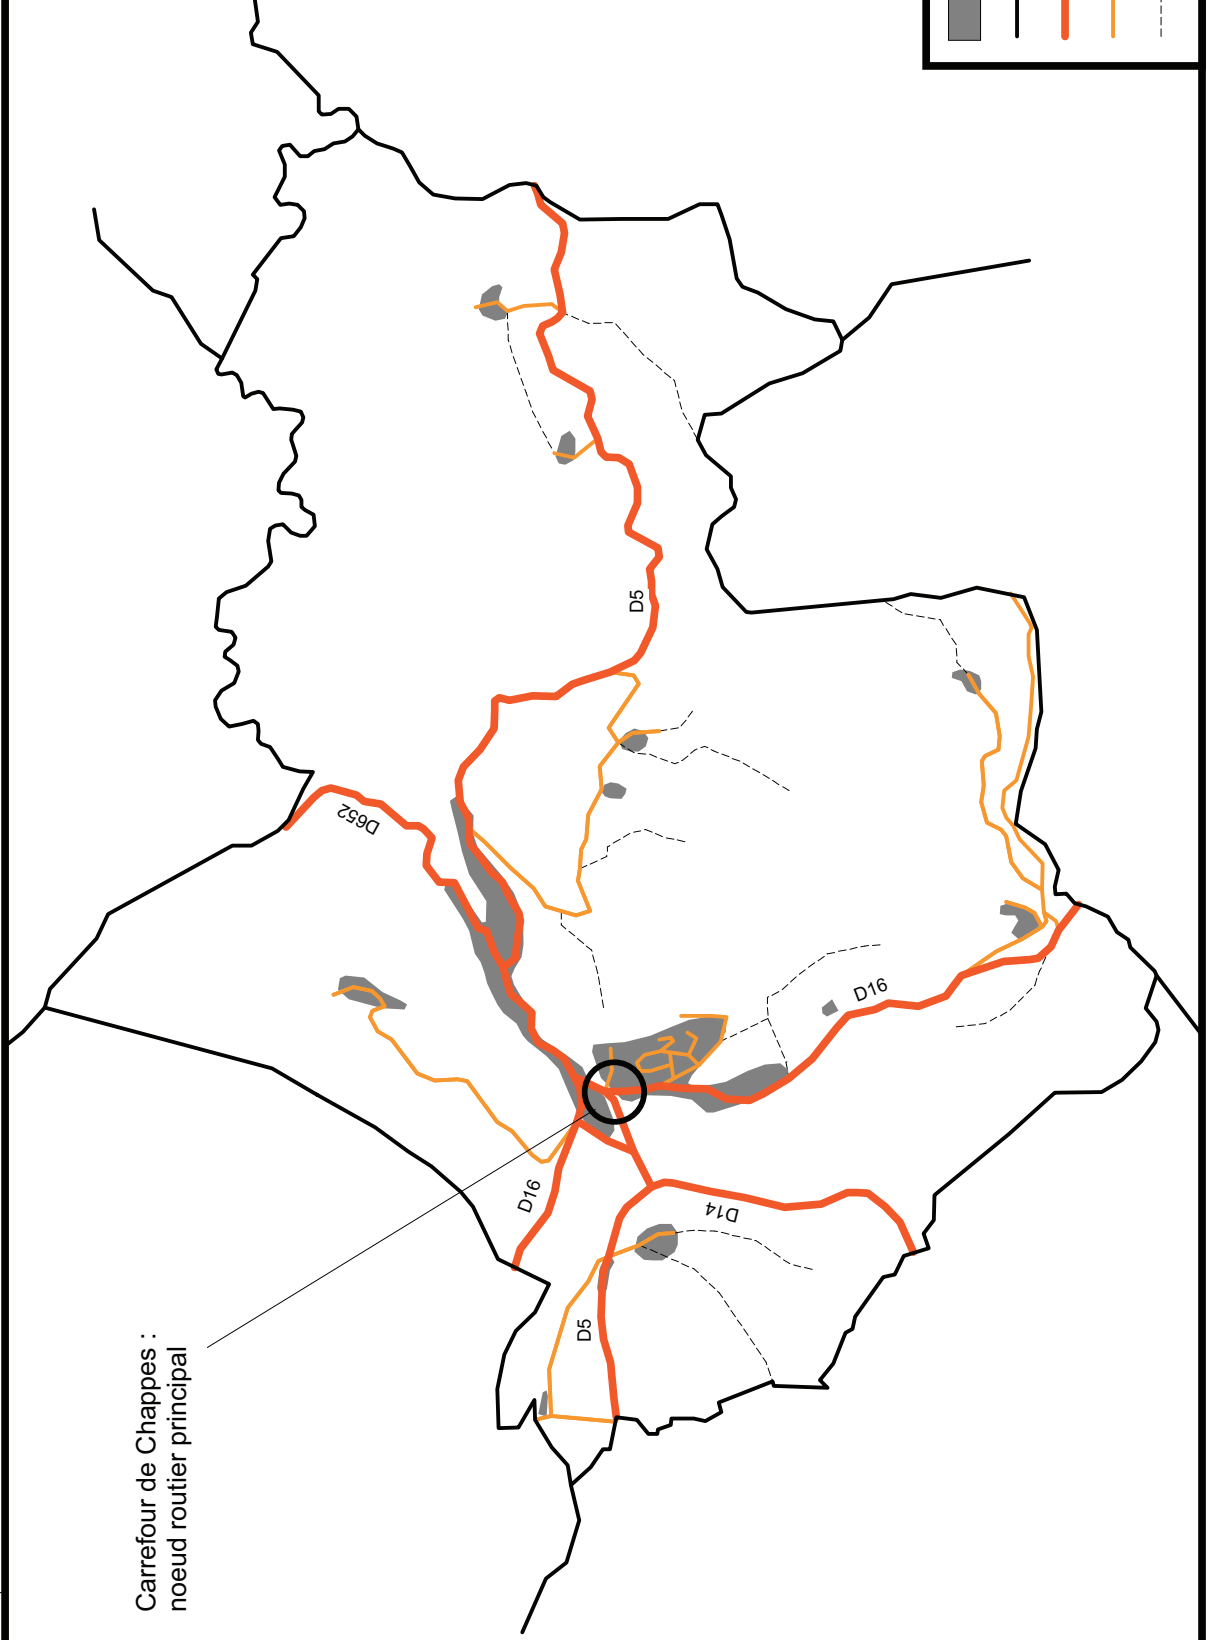 Carrefour de Chappes :
noeud routier principal
D5
D652
D16
D16
D14
D5